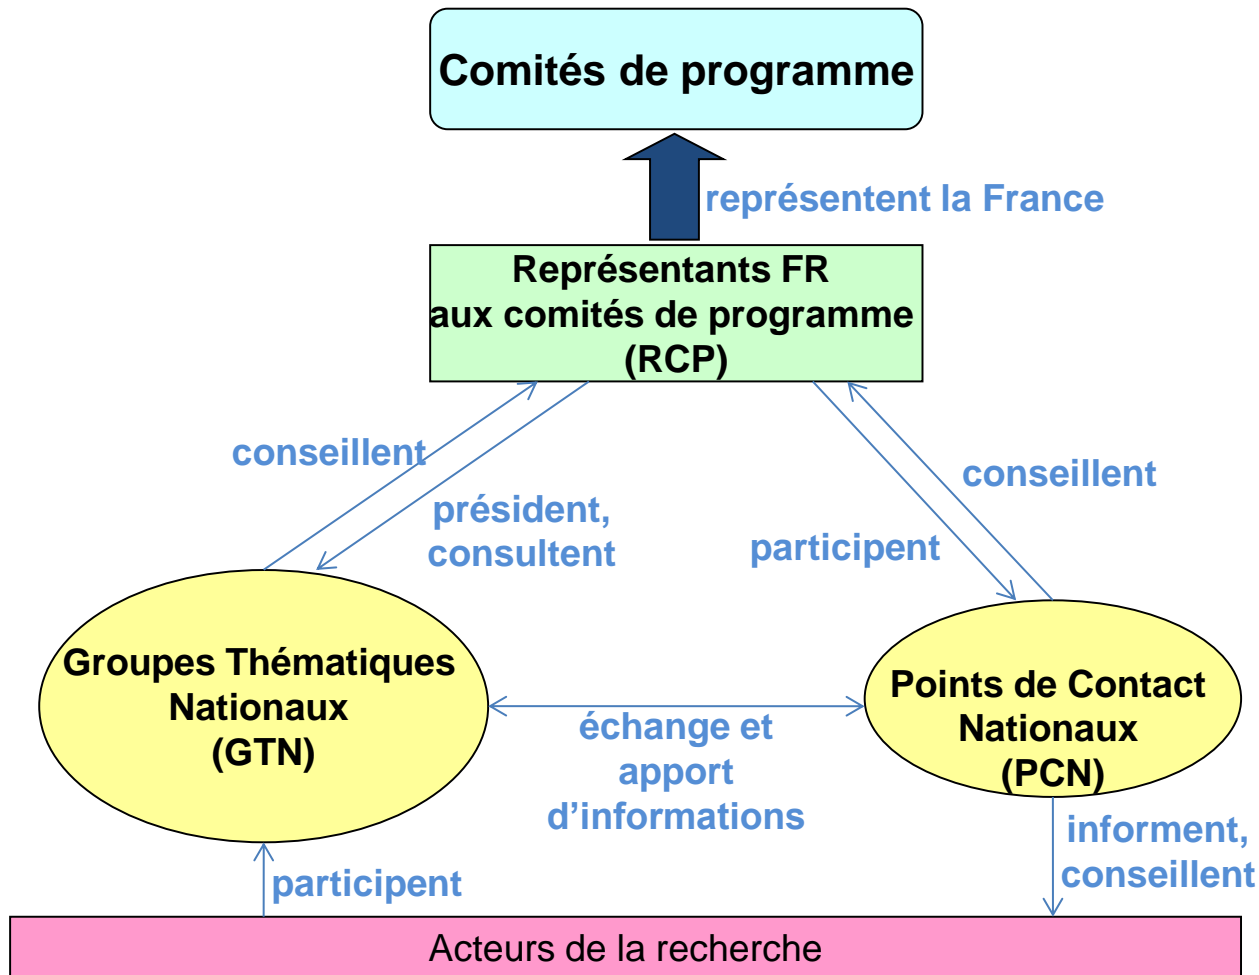 Comités de programme
représentent la France
Représentants FR
aux comités de programme
(RCP)
conseillent
président,
consultent
participent
conseillent
Groupes Thématiques
Nationaux
(GTN)
échange et
apport
d’informations
Points de Contact
Nationaux
(PCN)
participent
informent,
conseillent
Acteurs de la recherche